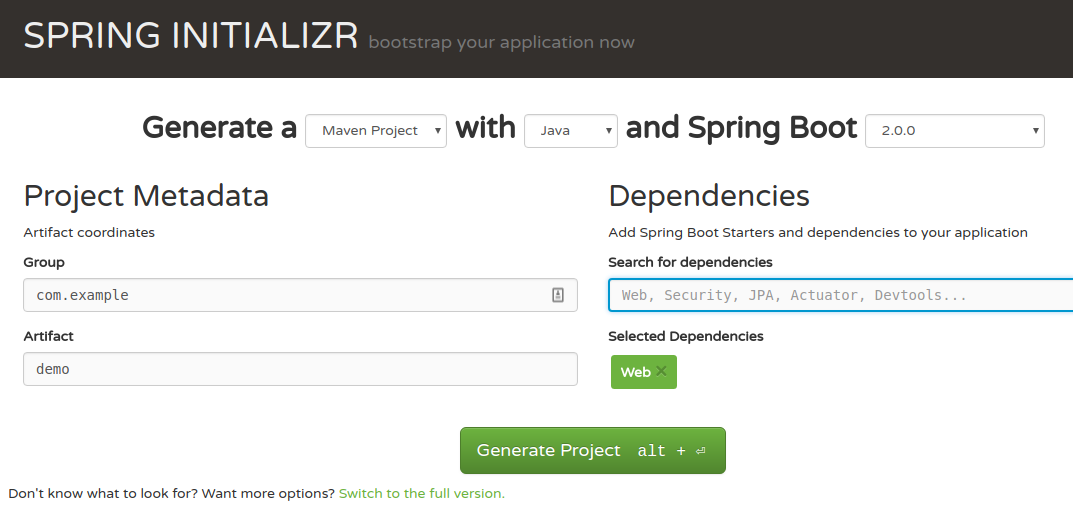 SPRING INITIALIZR bootstrap your application now
Generate a Maven Project with Java and Spring Boot 2.0.0
Project Metadata
Artifact coordinates
Group
com.example
Artifact
demo
Dependencies
Add Spring Boot Starters and dependencies to your application
Search for dependencies
Web, Security, JPA, Actuator, Devtools...
Selected Dependencies
Web ×
Generate Project alt + ⏎
Don't know what to look for? Want more options? Switch to the full version.